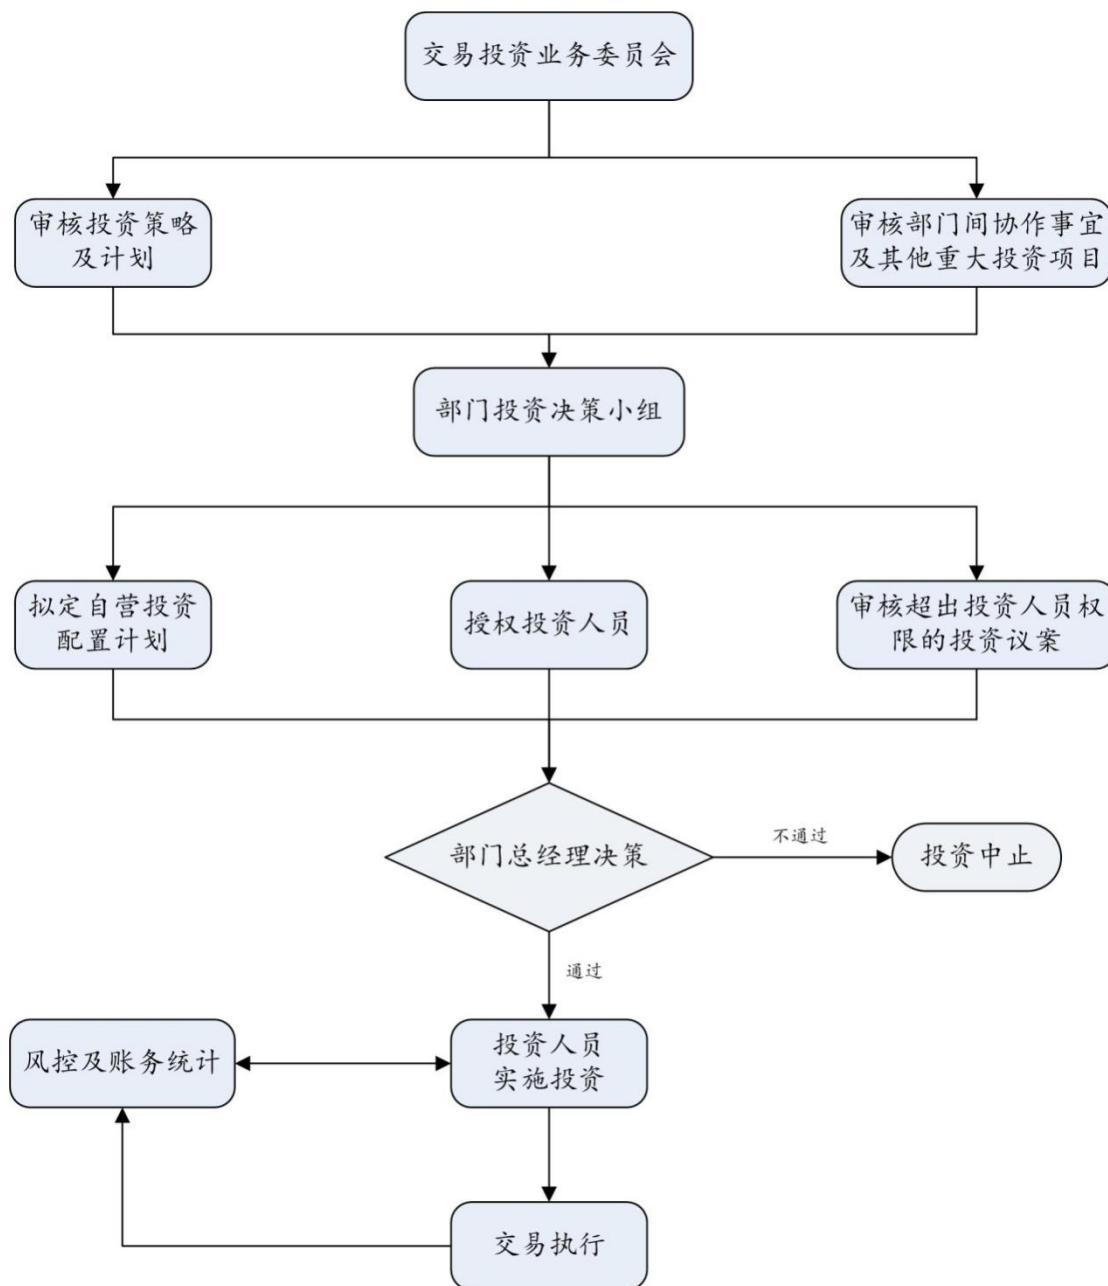 交易投资业务委员会
审核投资策略
及计划
审核部门间协作事宜
及其他重大投资项目
部门投资决策小组
拟定自营投资
配置计划
授权投资人员
审核超出投资人员权
限的投资议案
部门总经理决策
不通过
投资中止
通过
风控及账务统计
投资人员
实施投资
交易执行